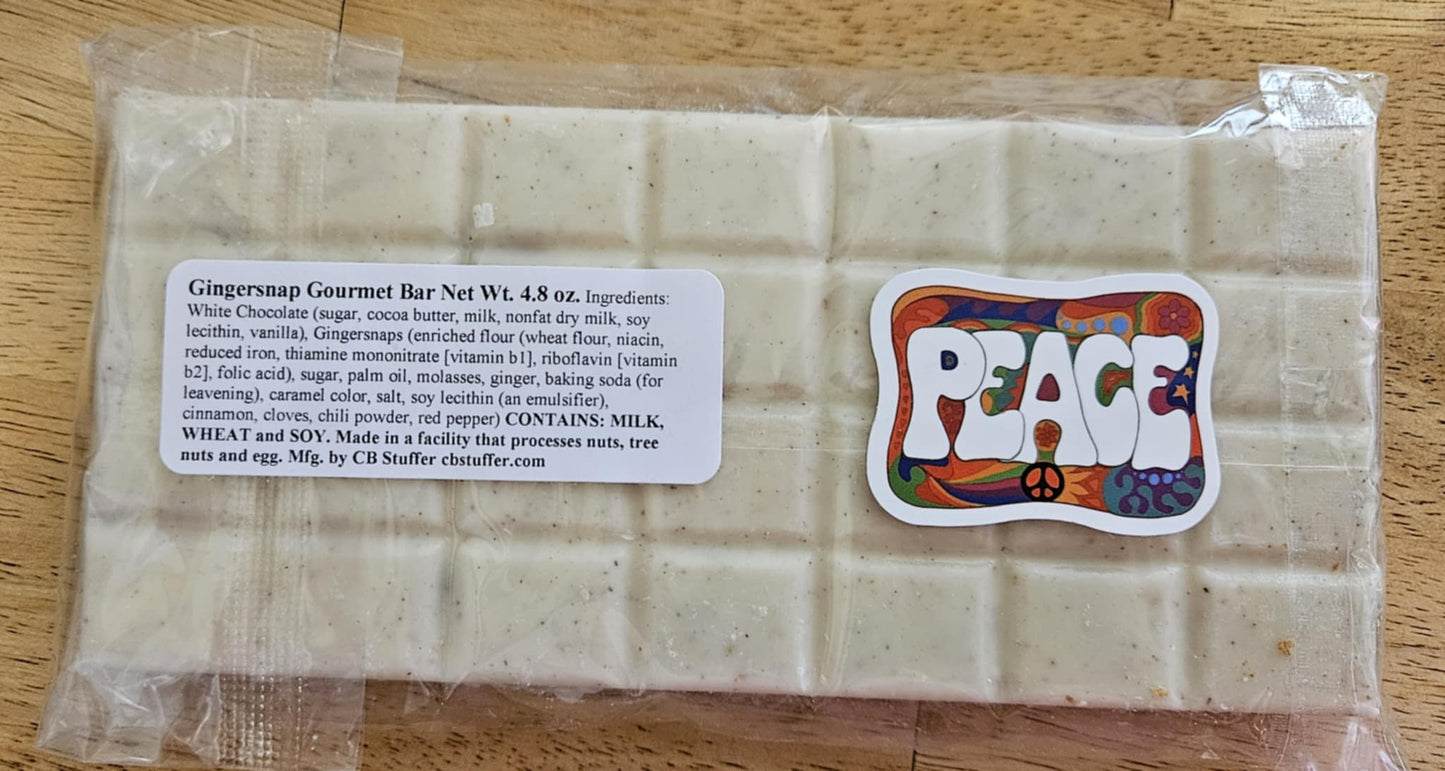 Gingersnap Gourmet Bar Net Wt. 4.8 oz. Ingredients:
White Chocolate (sugar, cocoa butter, milk, nonfat dry milk, soy
lecithin, vanilla), Gingersnaps (enriched flour (wheat flour, niacin,
reduced iron, thiamine mononitrate [vitamin b1], riboflavin [vitamin
b2], folic acid), sugar, palm oil, molasses, ginger, baking soda (for
leavening), caramel color, salt, soy lecithin (an emulsifier),
cinnamon, cloves, chili powder, red pepper) CONTAINS: MILK,
WHEAT and SOY. Made in a facility that processes nuts, tree
nuts and egg. Mfg. by CB Stuffer cbstuffer.com
PEACE